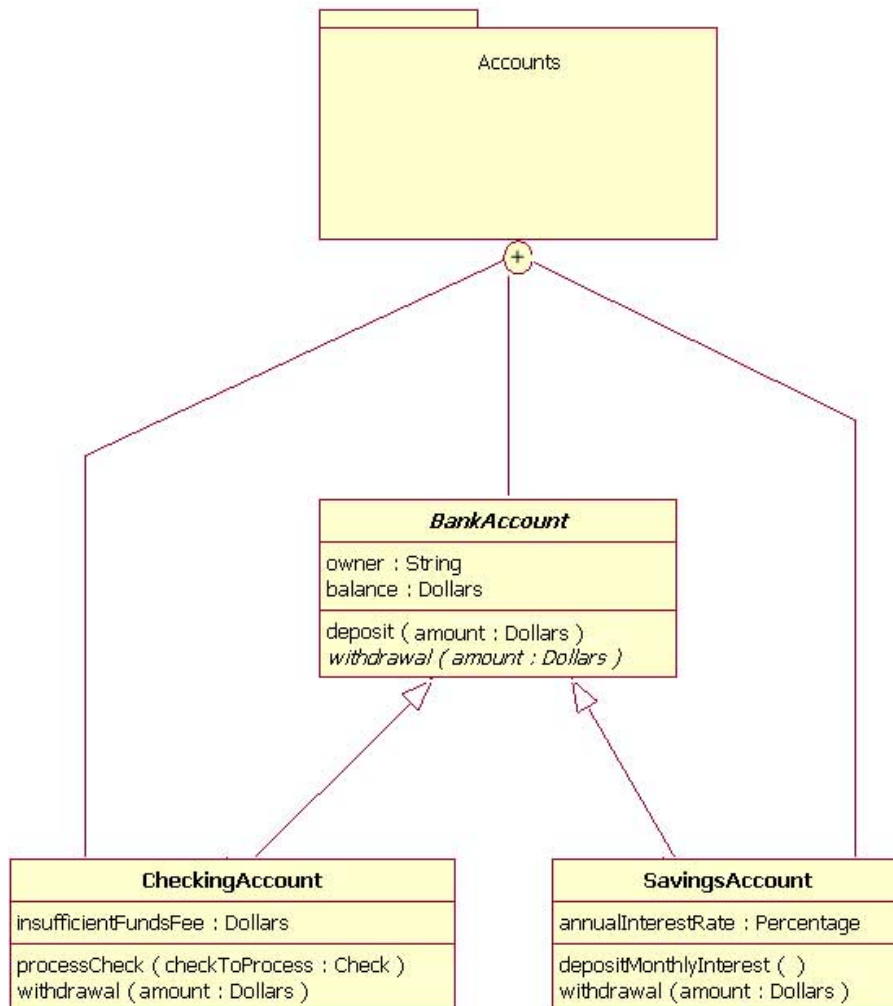 Accounts
+
BankAccount
owner : String
balance : Dollars
deposit ( amount : Dollars )
withdrawal ( amount : Dollars )
CheckingAccount
insufficientFundsFee : Dollars
processCheck ( checkToProcess : Check )
withdrawal ( amount : Dollars )
SavingsAccount
annualInterestRate : Percentage
depositMonthlyInterest ( )
withdrawal ( amount : Dollars )